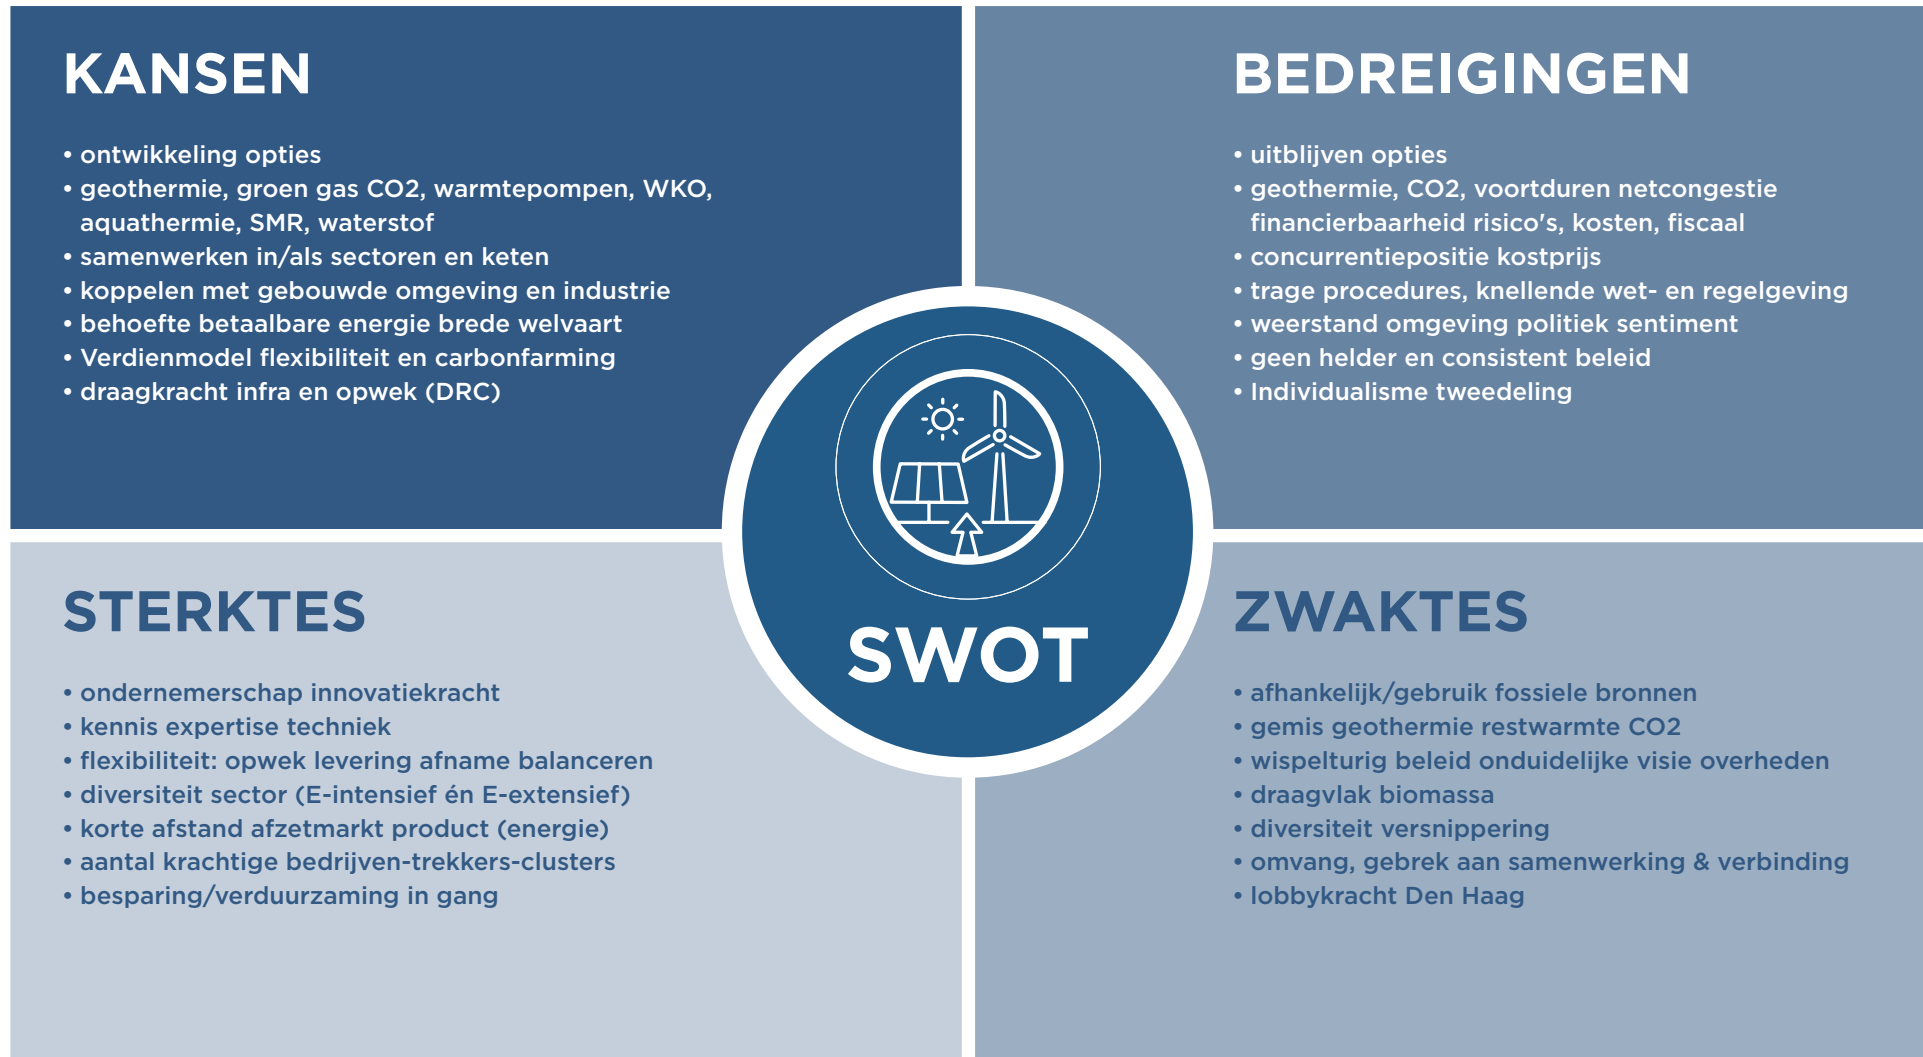 KANSEN
• ontwikkeling opties
• geothermie, groen gas CO2, warmtepompen, WKO,
aquathermie, SMR, waterstof
• samenwerken in/als sectoren en keten
• koppelen met gebouwde omgeving en industrie
• behoefte betaalbare energie brede welvaart
• Verdienmodel flexibiliteit en carbonfarming
• draagkracht infra en opwek (DRC)
BEDREIGINGEN
• uitblijven opties
• geothermie, CO2, voortduren netcongestie
financierbaarheid risico's, kosten, fiscaal
• concurrentiepositie kostprijs
• trage procedures, knellende wet- en regelgeving
• weerstand omgeving politiek sentiment
• geen helder en consistent beleid
• Individualisme tweedeling
SWOT
STERKTES
• ondernemerschap innovatiekracht
• kennis expertise techniek
• flexibiliteit: opwek levering afname balanceren
• diversiteit sector (E-intensief én E-extensief)
• korte afstand afzetmarkt product (energie)
• aantal krachtige bedrijven-trekkers-clusters
• besparing/verduurzaming in gang
ZWAKTES
• afhankelijk/gebruik fossiele bronnen
• gemis geothermie restwarmte CO2
• wispelturig beleid onduidelijke visie overheden
• draagvlak biomassa
• diversiteit versnippering
• omvang, gebrek aan samenwerking & verbinding
• lobbykracht Den Haag